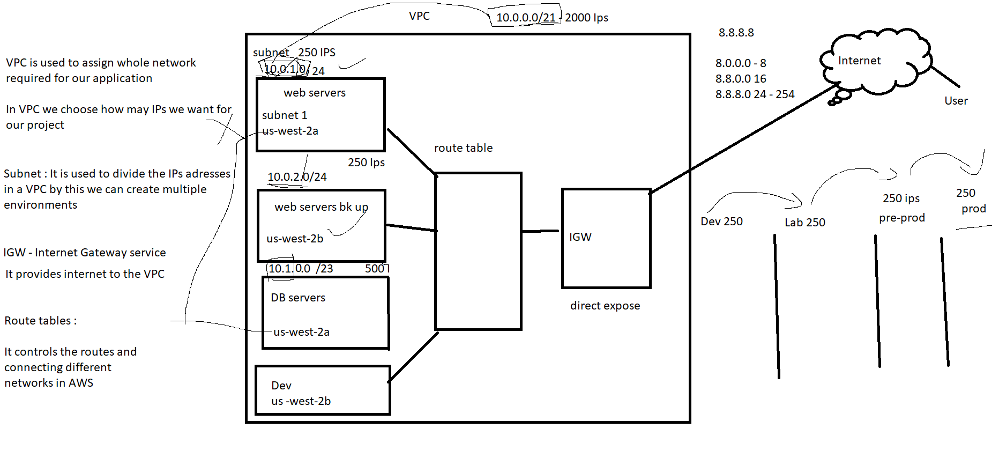 VPC
10.0.0.0/21 - 2000 Ips
8.8.8.8
8.0.0.0 - 8
8.8.0.0 16
8.8.8.0 24 - 254
Internet
User
VPC is used to assign whole network
required for our application
In VPC we choose how may IPs we want for
our project
Subnet : It is used to divide the IPs adresses
in a VPC by this we can create multiple
environments
IGW - Internet Gateway service
It provides internet to the VPC
Route tables :
It controls the routes and
connecting different
networks in AWS
subnet 250 IPS
10.0.1.0/ 24
web servers
subnet 1
us-west-2a
250 Ips
10.0.2.0/24
web servers bk up
us-west-2b
10.1.0.0 /23 500 I
DB servers
us-west-2a
Dev
us -west-2b
route table
IGW
direct expose
Dev 250
Lab 250
250 ips
pre-prod
250
prod